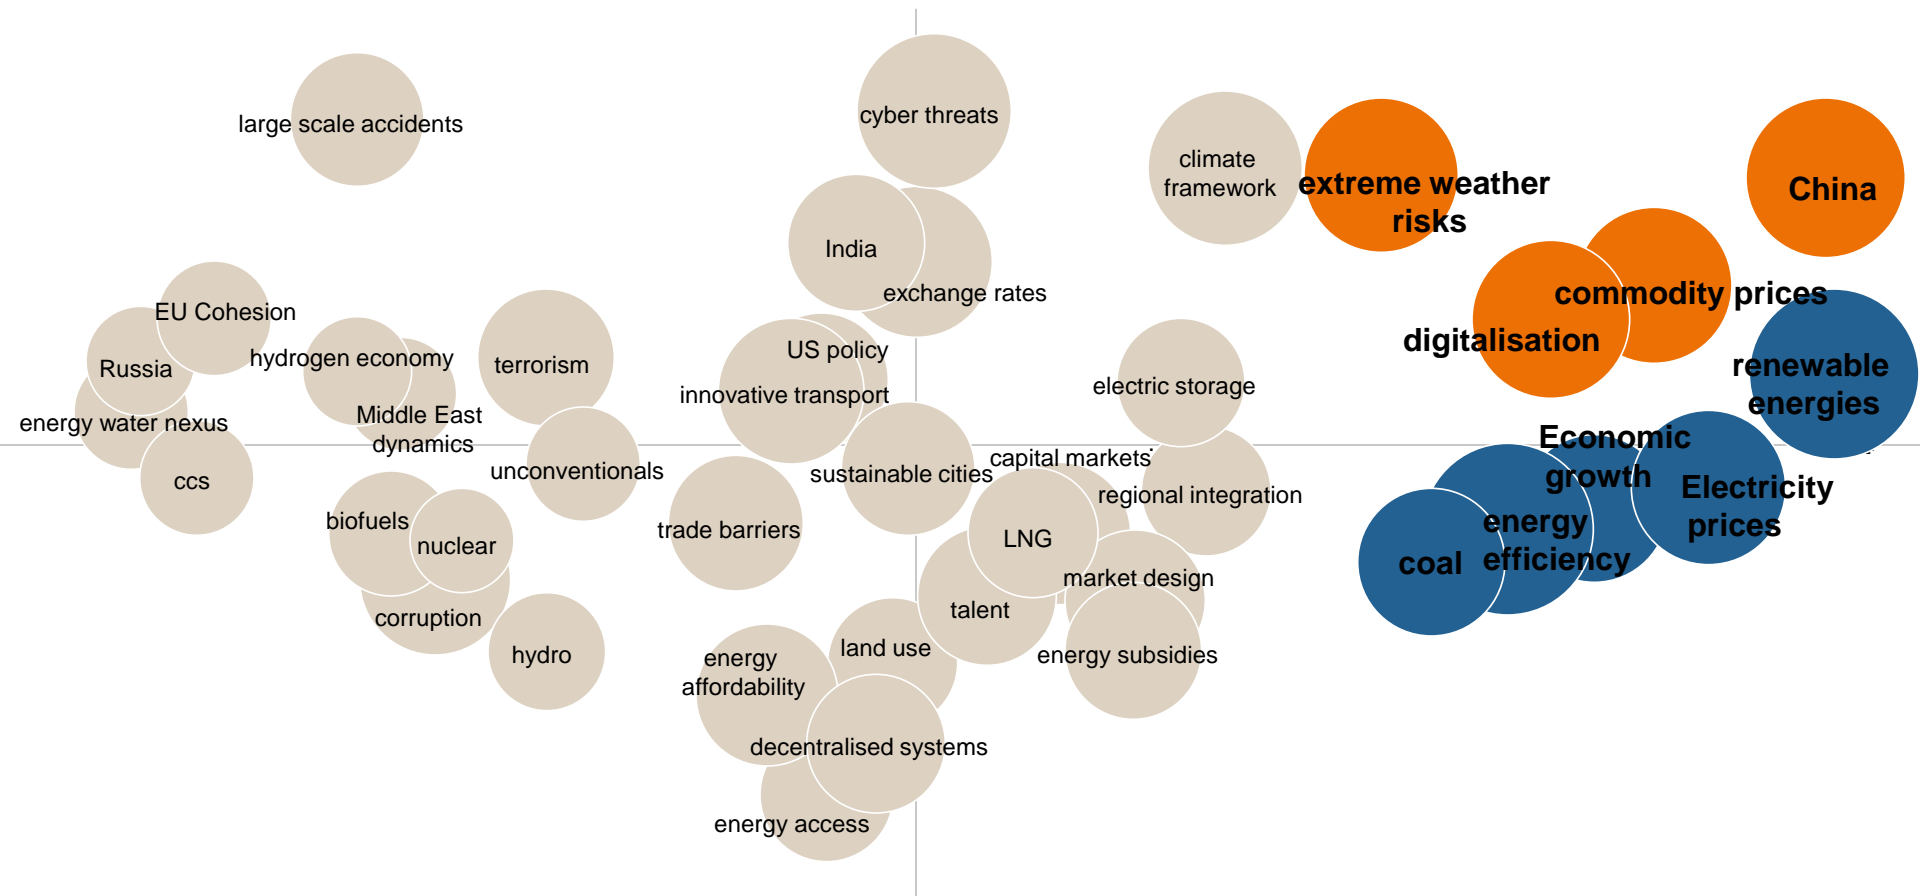 large scale accidents
cyber threats
climate
framework
extreme weather
risks
China
India
exchange rates
commodity prices
digitalisation
EU Cohesion
Russia
hydrogen economy
terrorism
US policy
innovative transport
electric storage
renewable
energies
energy water nexus
Middle East
dynamics
ccs
unconventionals
sustainable cities
capital markets
regional integration
Economic
growth
Electricity
prices
biofuels
nuclear
trade barriers
LNG
energy
efficiency
coal
market design
corruption
talent
hydro
energy
affordability
land use
energy subsidies
decentralised systems
energy access